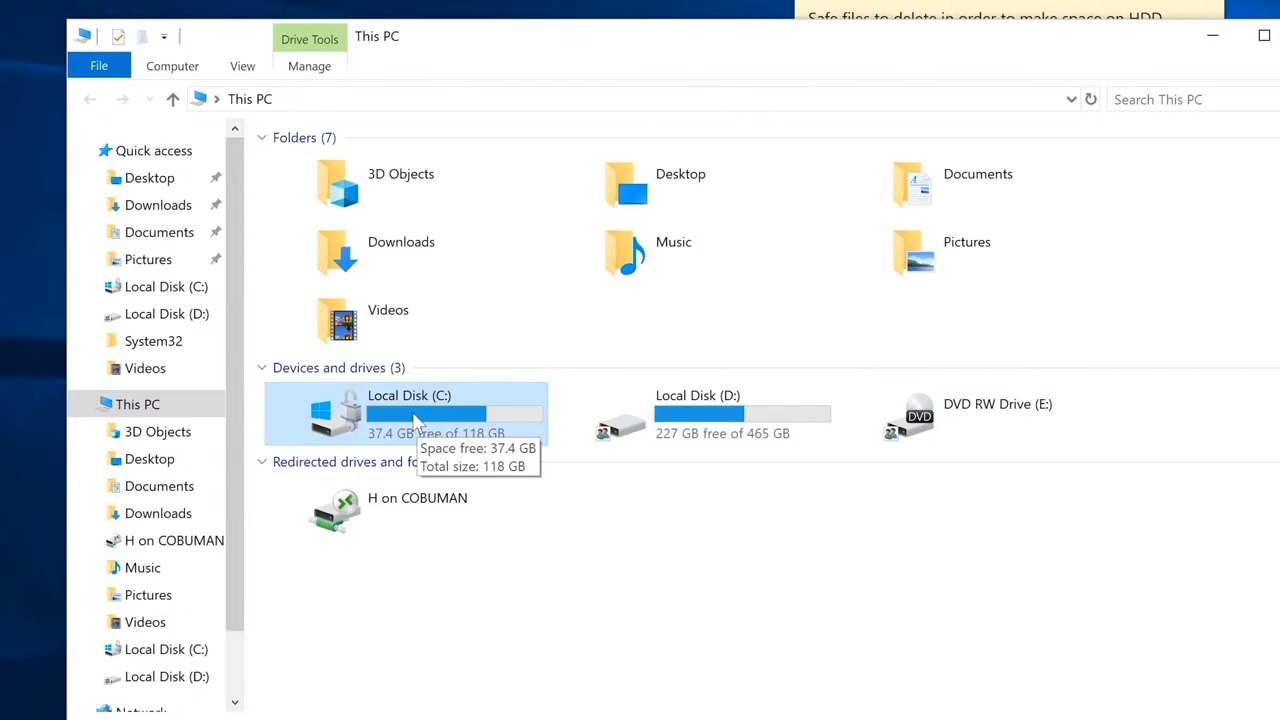 Safe files to delete in order to make space on HDD
Drive Tools
This PC
File
Computer
View
Manage
This PC
Search This PC
Quick access
Desktop
Downloads
Documents
Pictures
Local Disk (C:)
Local Disk (D:)
System32
Videos
This PC
3D Objects
Desktop
Documents
Downloads
H on COBUMAN
Music
Pictures
Videos
Local Disk (C:)
Local Disk (D:)
Network
Folders (7)
3D Objects
Desktop
Documents
Downloads
Music
Pictures
Videos
Devices and drives (3)
Local Disk (C:)
37.4 GB free of 118 GB
Space free: 37.4 GB
Total size: 118 GB
Local Disk (D:)
227 GB free of 465 GB
DVD RW Drive (E:)
DVD
Redirected drives and fo
H on COBUMAN